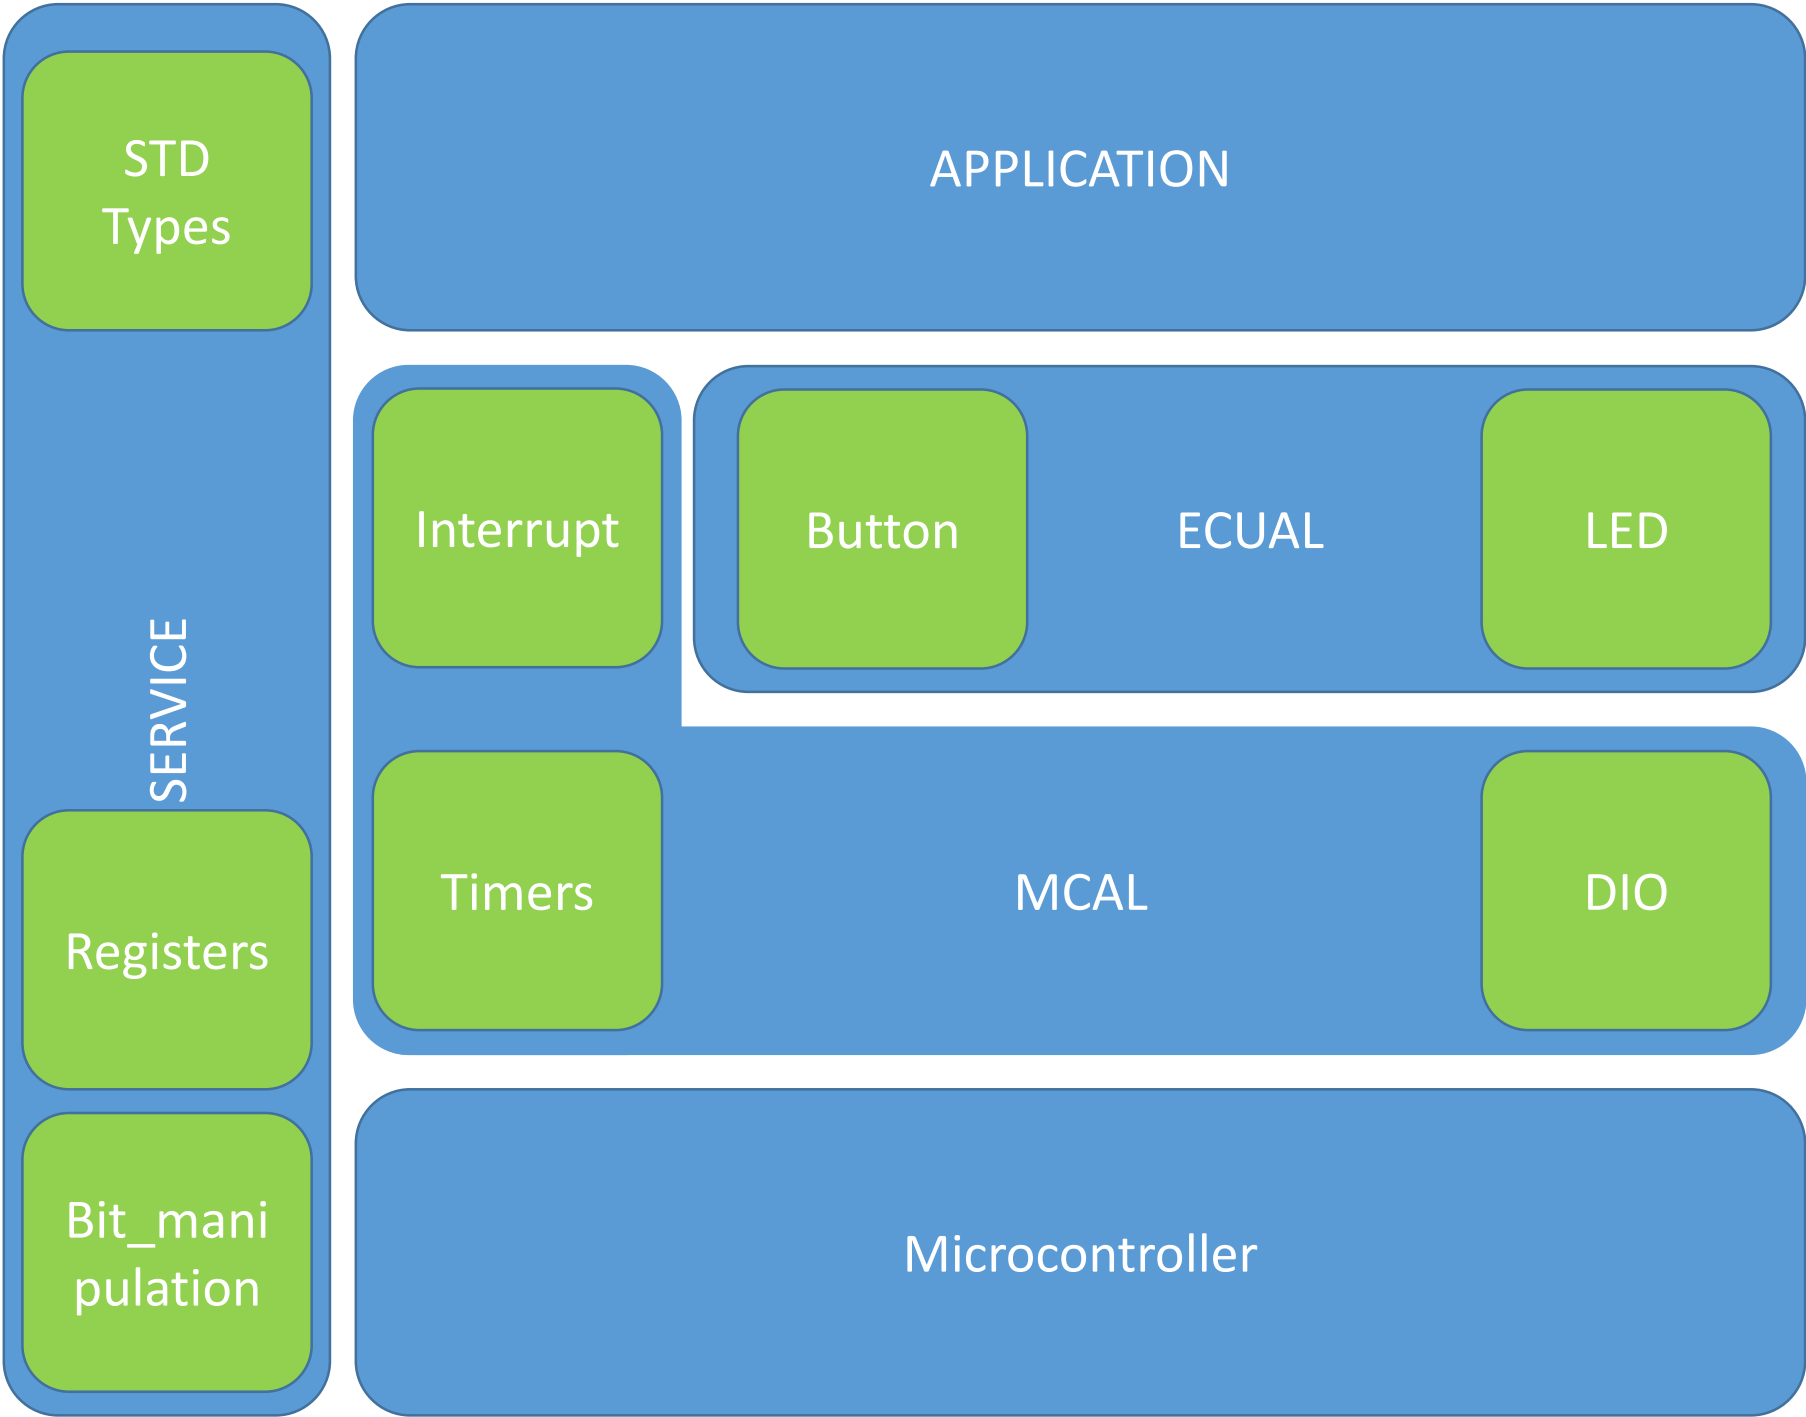 STD
Types
SERVICE
Registers
Bit_mani
pulation
APPLICATION
Interrupt
Button
ECUAL
LED
Timers
MCAL
DIO
Microcontroller